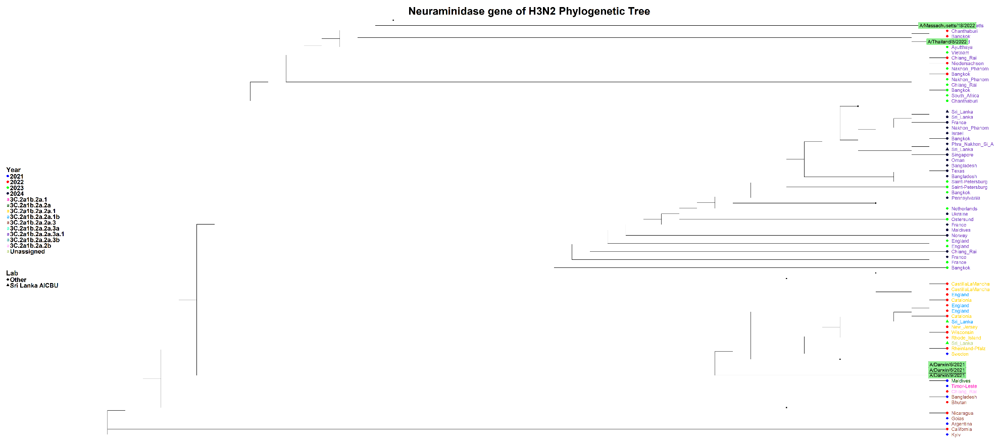 Neuraminidase gene of H3N2 Phylogenetic Tree
A/Massachusetts/18/2022 etts
Chanthaburi
Bangkok
A/Thailand/8/2022 d
Ayutthaya
Vietnam
Chiang_Rai
Niedersachsen
Nakhon_Phanom
Bangkok
Nakhon_Phanom
Chiang_Rai
Bangkok
South_Africa
Chanthaburi
Sri_Lanka
Sri_Lanka
France
Nakhon_Phanom
Israel
Bangkok
Phra_Nakhon_Si_A
Sri_Lanka
Singapore
Oman
Bangladesh
Texas
Bangladesh
Saint-Petersburg
Saint-Petersburg
Bangkok
Pennsylvania
Netherlands
Ukraine
Ostersund
France
Maldives
Norway
England
England
Chiang_Rai
France
France
Bangkok
CastillaLaMancha
CastillaLaMancha
England
Catalonia
England
England
Catalonia
Sri_Lanka
New_Jersey
Wisconsin
Rhode_Island
Sri_Lanka
Rheinland-Pfalz
Sweden
A/Darwin/6/2021
A/Darwin/6/2021
A/Darwin/9/2021
Maldives
Timor-Leste
Chiang_Rai
Bangladesh
Bhutan
Nicaragua
Goias
Argentina
California
Kyiv
Year
2021
2022
2023
2024
a 3C.2a1b.2a.1
a 3C.2a1b.2a.2a
a 3C.2a1b.2a.2a.1
a 3C.2a1b.2a.2a.1b
a 3C.2a1b.2a.2a.3
a 3C.2a1b.2a.2a.3a
a 3C.2a1b.2a.2a.3a.1
a 3C.2a1b.2a.2a.3b
a 3C.2a1b.2a.2b
a Unassigned
Lab
Other
Sri Lanka AICBU